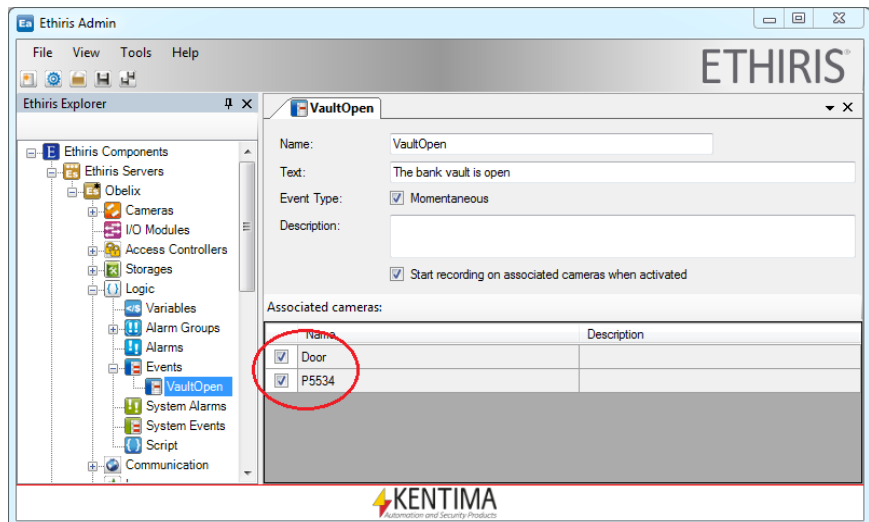 Ea Ethiris Admin
File View Tools Help
ETHIRIS
Ethiris Explorer
VaultOpen
Ethiris Components
Ethiris Servers
Obelix
Cameras
I/O Modules
Access Controllers
Storages
Logic
Variables
Alarm Groups
Alarms
Events
VaultOpen
System Alarms
System Events
Script
Communication
Name: VaultOpen
Text: The bank vault is open
Event Type: Momentaneous
Description:
Start recording on associated cameras when activated
Associated cameras:
Name Description
Door
P5534
KENTIMA
Automation and Security Products